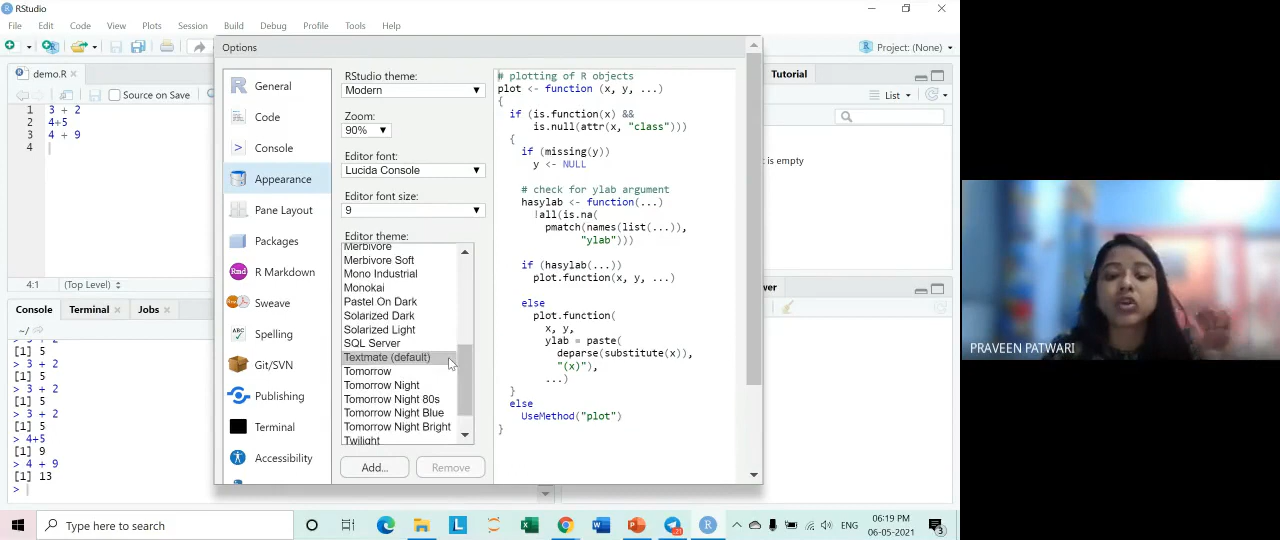 RStudio
File Edit Code View Plots Session Build Debug Profile Tools Help
Project: (None)
demo.R
Source on Save
1 3 + 2
2 4+5
3 4 + 9
4
4:1 (Top Level)
Console Terminal Jobs
~/
[1] 5
> 3 + 2
[1] 5
> 3 + 2
[1] 5
> 3 + 2
[1] 5
> 4+5
[1] 9
> 4 + 9
[1] 13
>
Options
General
Code
Console
Appearance
Pane Layout
Packages
R Markdown
Sweave
Spelling
Git/SVN
Publishing
Terminal
Accessibility
RStudio theme:
Modern
Zoom:
90%
Editor font:
Lucida Console
Editor font size:
9
Editor theme:
Merbivore
Merbivore Soft
Mono Industrial
Monokai
Pastel On Dark
Solarized Dark
Solarized Light
SQL Server
Textmate (default)
Tomorrow
Tomorrow Night
Tomorrow Night 80s
Tomorrow Night Blue
Tomorrow Night Bright
Twilight
Add... Remove
# plotting of R objects
plot <- function (x, y, ...)
{
if (is.function(x) &&
is.null(attr(x, "class")))
{
if (missing(y))
y <- NULL
# check for ylab argument
hasylab <- function(...)
!all(is.na(
pmatch(names(list(...)),
"ylab")))
if (hasylab(...))
plot.function(x, y, ...)
else
plot.function(
x, y,
ylab = paste(
deparse(substitute(x)),
"(x)"),
...)
}
else
UseMethod("plot")
}
Tutorial
List
t is empty
wer
PRAVEEN PATWARI
Type here to search
ENG
06:19 PM
06-05-2021
3